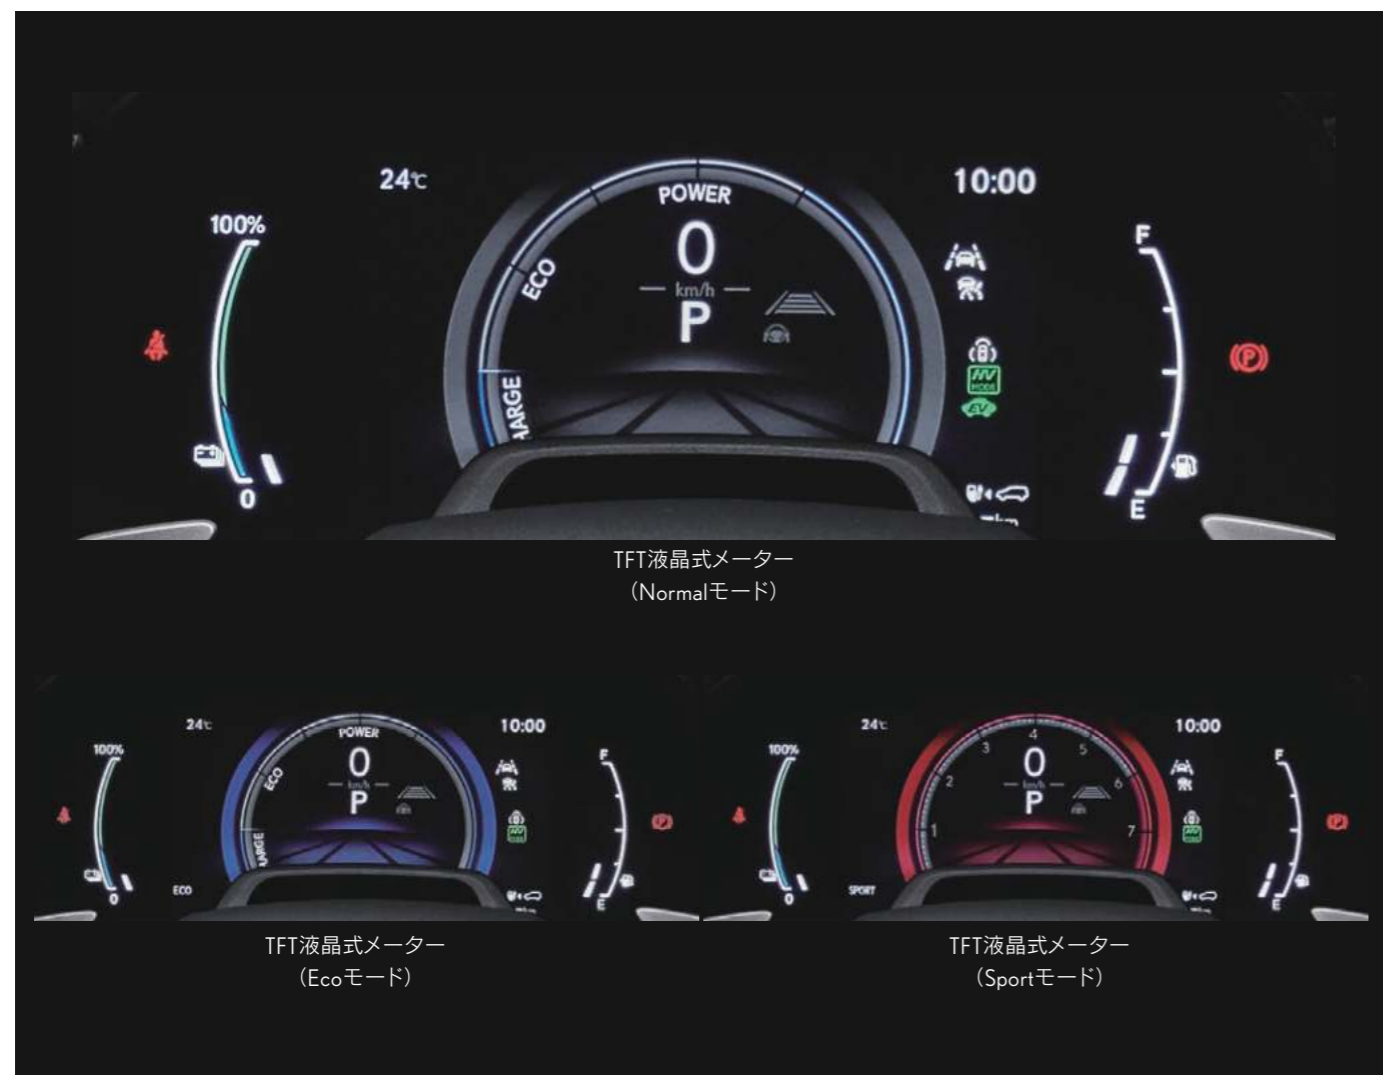 24℃
10:00
100%
POWER
F
0
ECO
km/h
P
HV
MODE
EV
(P)
0
E
TFT液晶式メーター
（Normalモード）
24℃
10:00
100%
POWER
F
0
ECO
km/h
P
HV
(P)
ECO
0
E
TFT液晶式メーター
（Ecoモード）
24℃
10:00
100%
4
3
5
F
0
2
6
km/h
P
1
7
HV
(P)
SPORT
0
E
TFT液晶式メーター
（Sportモード）